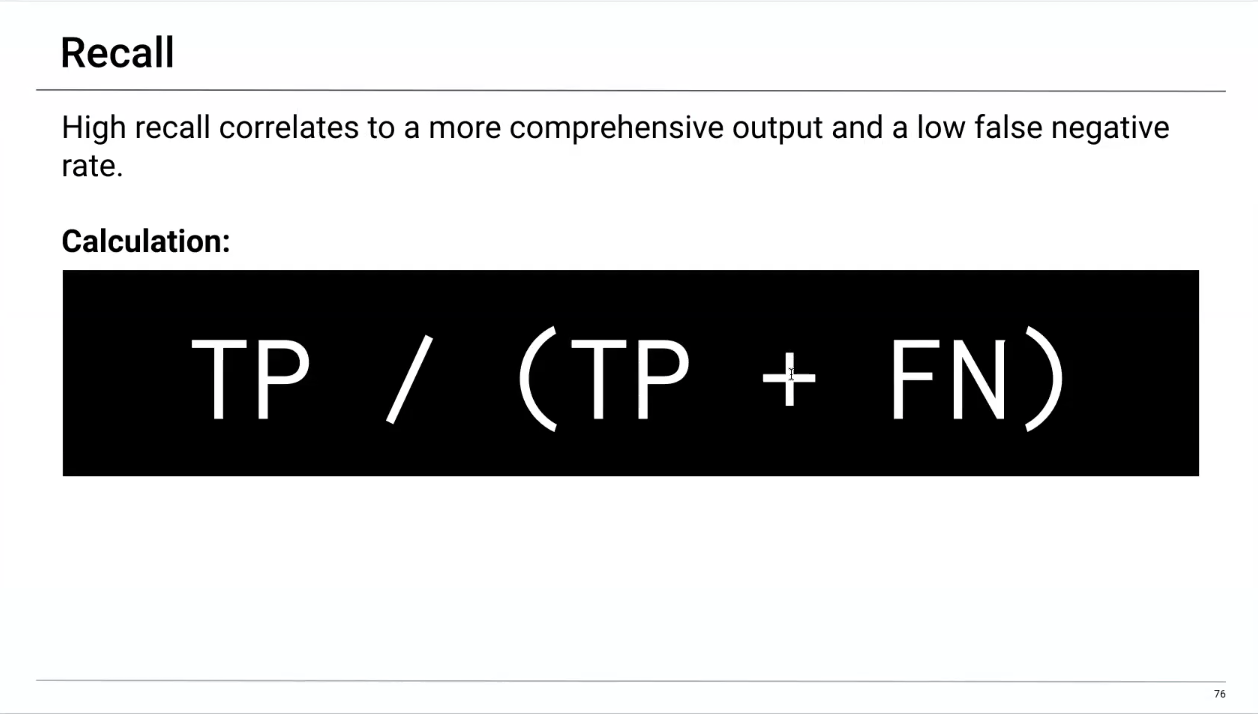 Recall
High recall correlates to a more comprehensive output and a low false negative
rate.
Calculation:
TP / (TP + FN)
76